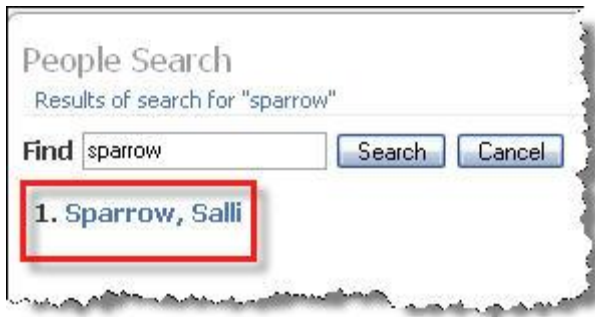 People Search
Results of search for "sparrow"
Find sparrow Search Cancel
1. Sparrow, Salli